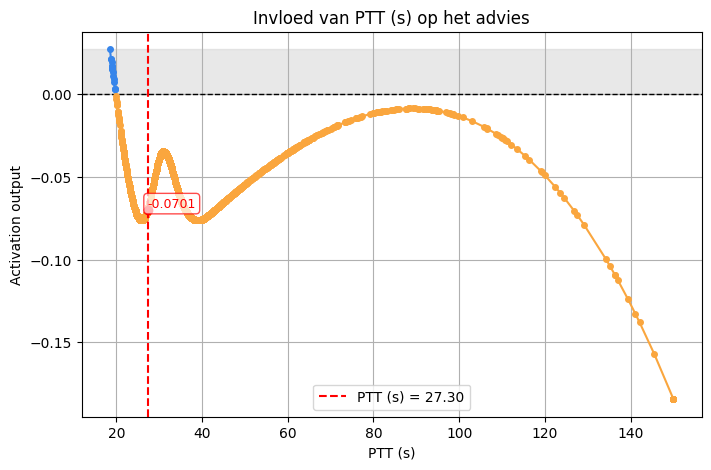 Invloed van PTT (s) op het advies
Activation output
0.00
−0.05
−0.10
−0.15
-0.0701
PTT (s) = 27.30
20 40 60 80 100 120 140
PTT (s)